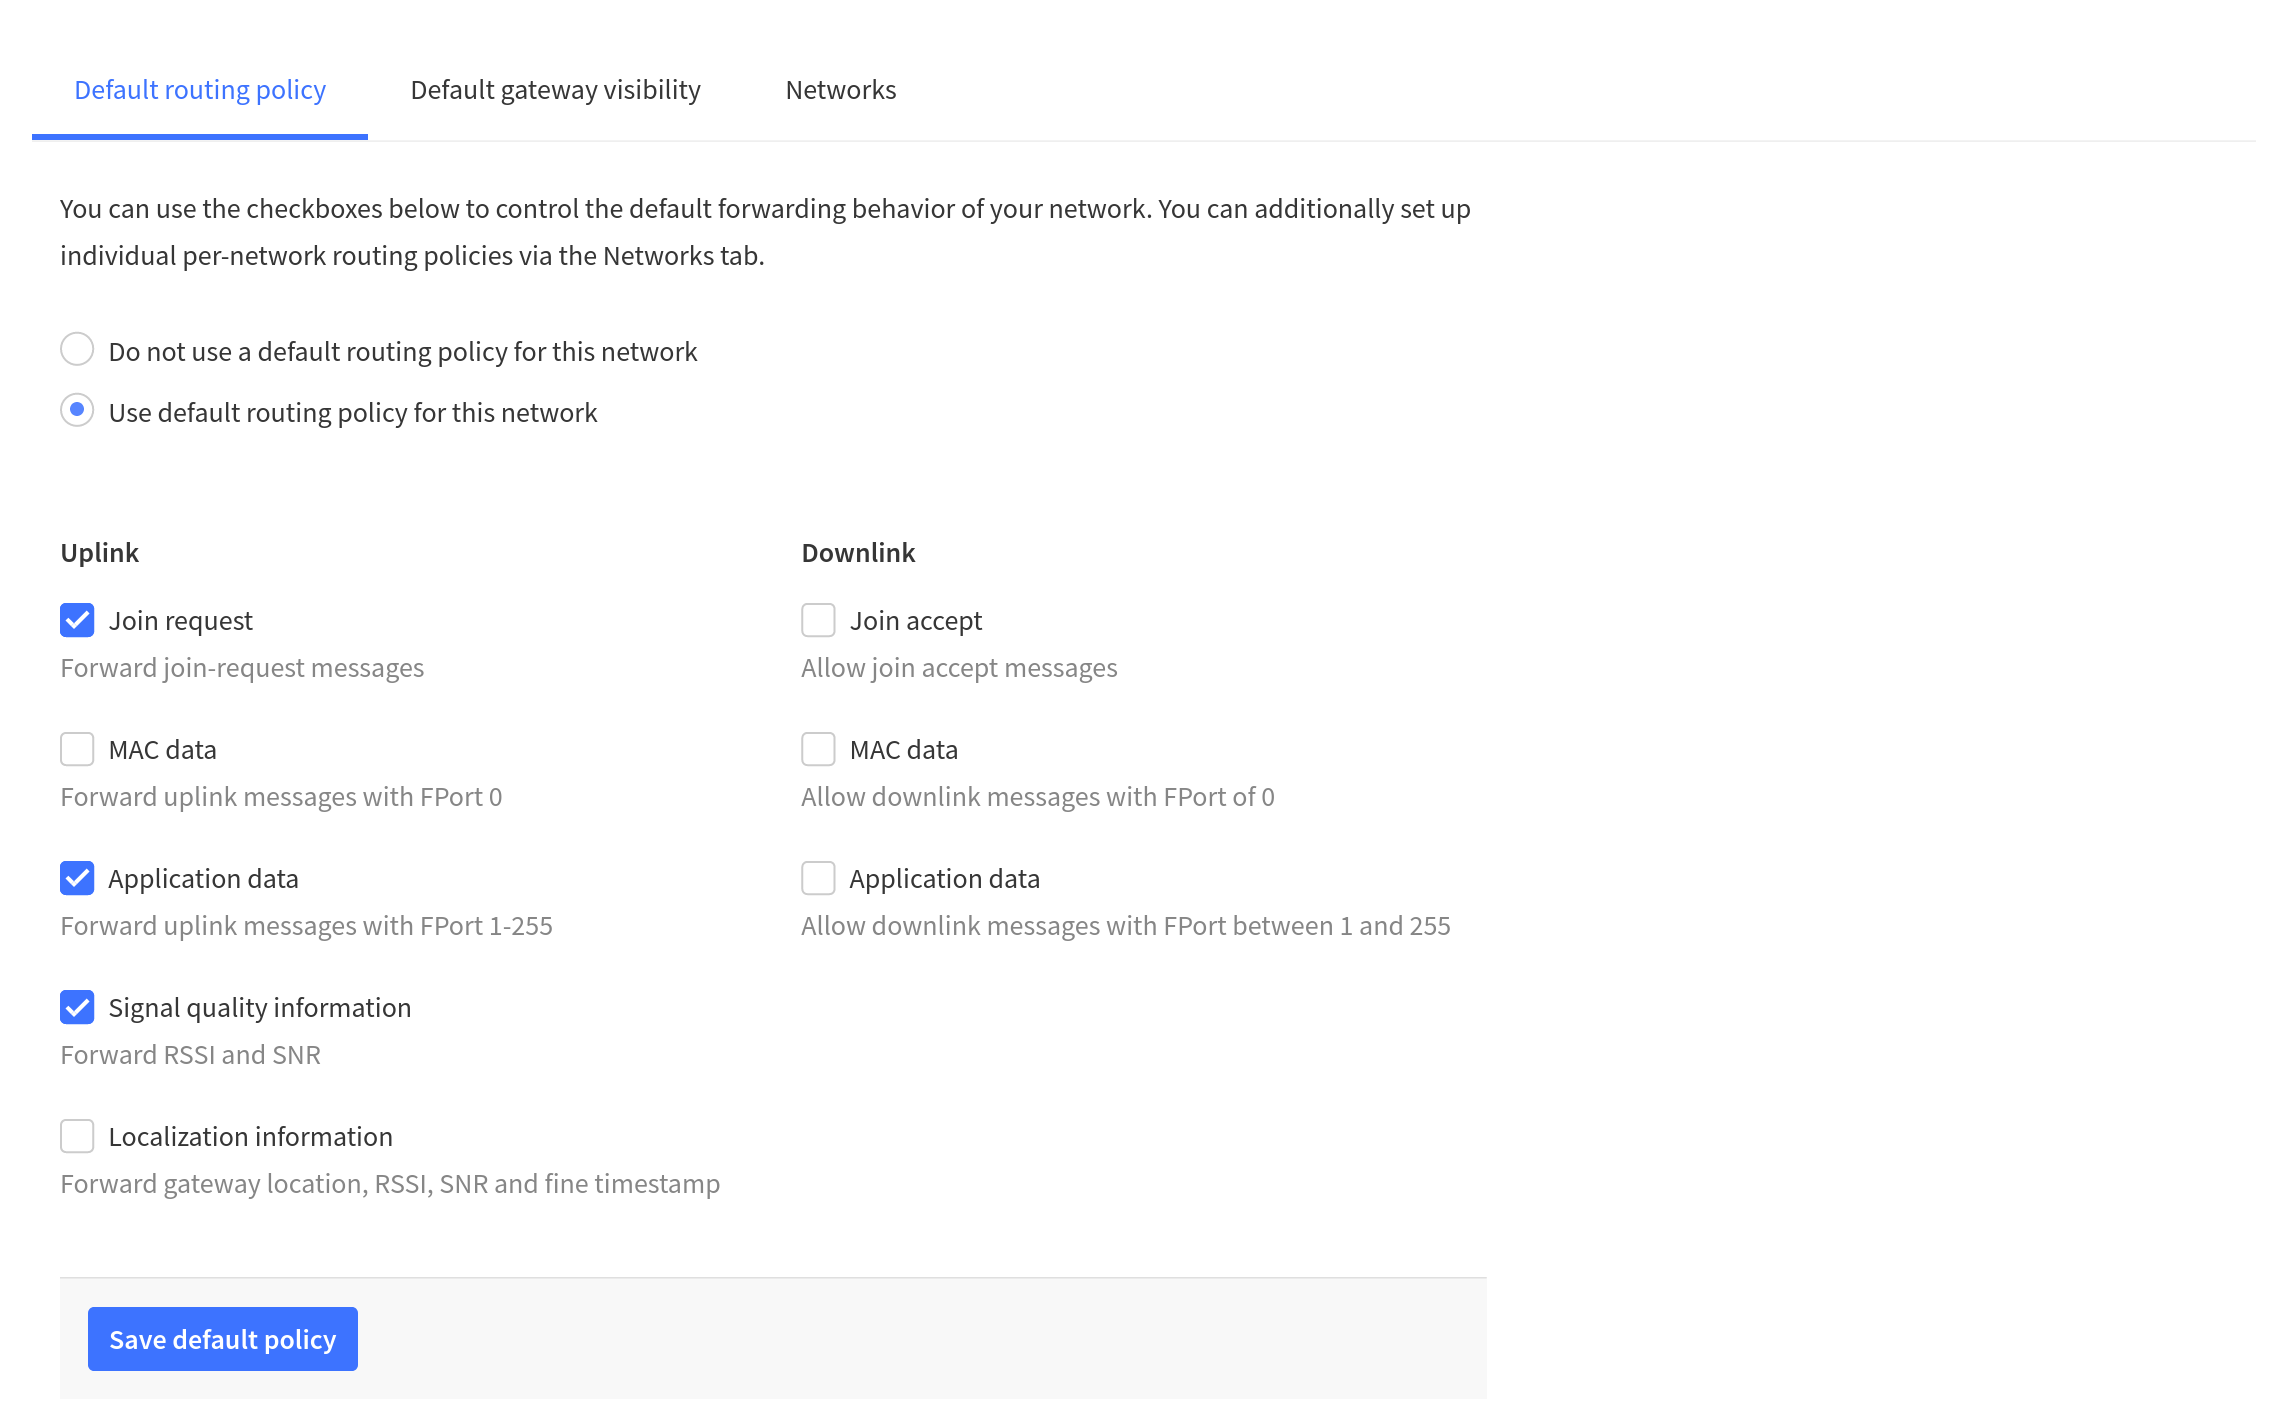 Default routing policy
Default gateway visibility
Networks
You can use the checkboxes below to control the default forwarding behavior of your network. You can additionally set up
individual per-network routing policies via the Networks tab.
Do not use a default routing policy for this network
Use default routing policy for this network
Uplink
Join request
Forward join-request messages
MAC data
Forward uplink messages with FPort 0
Application data
Forward uplink messages with FPort 1-255
Signal quality information
Forward RSSI and SNR
Localization information
Forward gateway location, RSSI, SNR and fine timestamp
Downlink
Join accept
Allow join accept messages
MAC data
Allow downlink messages with FPort of 0
Application data
Allow downlink messages with FPort between 1 and 255
Save default policy